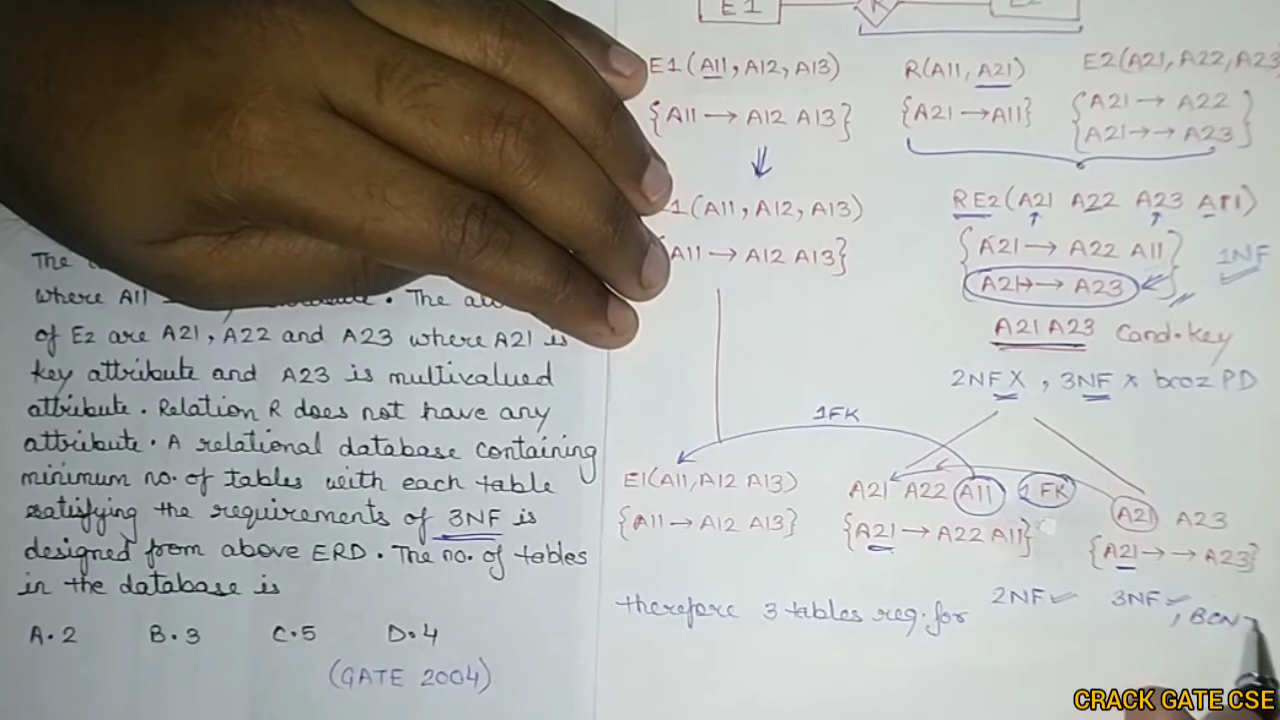 E1
E1(A11, A12, A13)
{A11 → A12 A13}
R(A11, A21)
{A21 → A11}
E2(A21, A22, A23
{A21 → A22
A21 →→ A23}
1(A11, A12, A13)
A11 → A12 A13}
RE2(A21 A22 A23 A11)
{A21 → A22 A11
A21 →→ A23}
1NF
A21 A23 Cand. Key
2NF X, 3NF X bcoz PD
1FK
E1(A11, A12 A13)
{A11 → A12 A13}
A21 A22 A11 1FK
{A21 → A22 A11}
A21 A23
{A21 →→ A23}
therefore 3 tables req. for 2NF✓ 3NF✓, BCN
The
where A11
. The
of E2 are A21, A22 and A23 where A21 is
key attribute and A23 is multivalued
attribute. Relation R does not have any
attribute. A relational database containing
minimum no. of tables with each table
satisfying the requirements of 3NF is
designed from above ERD. The no. of tables
in the database is
A. 2 B. 3 C. 5 D. 4
(GATE 2004)
CRACK GATE CSE